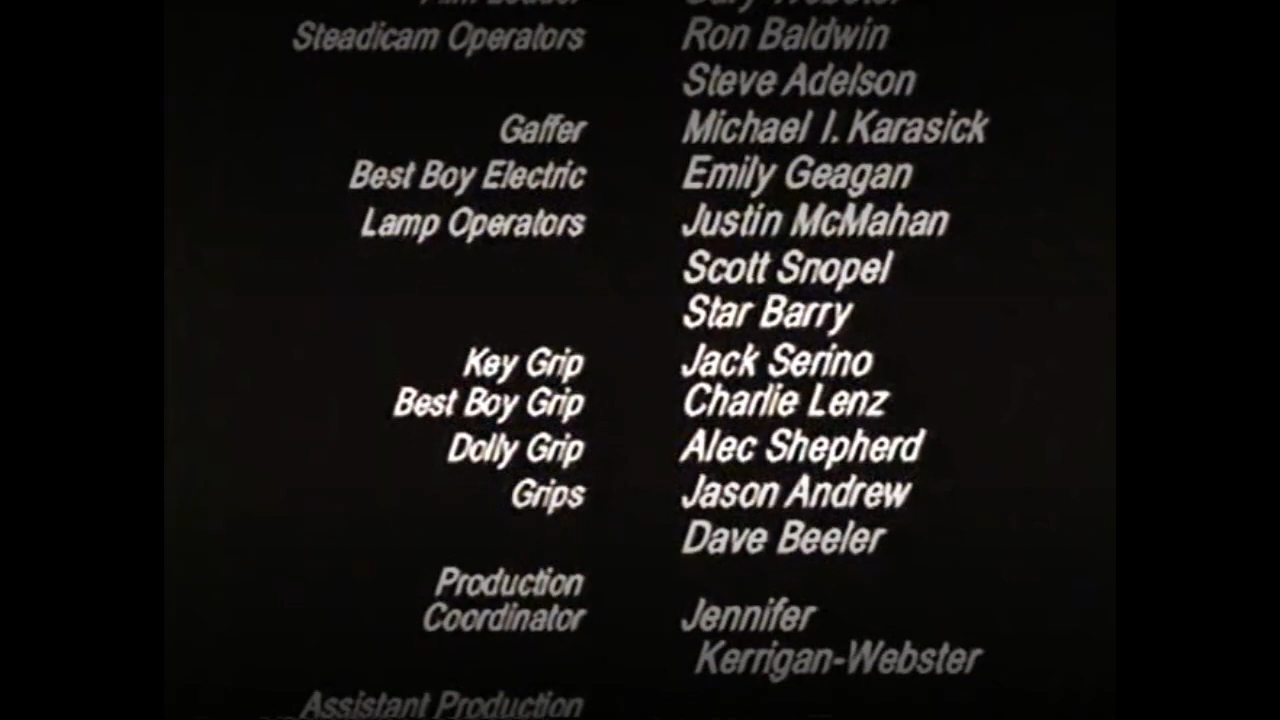 Steadicam Operators Ron Baldwin
Steve Adelson
Gaffer Michael I. Karasick
Best Boy Electric Emily Geagan
Lamp Operators Justin McMahan
Scott Snopel
Star Barry
Key Grip Jack Serino
Best Boy Grip Charlie Lenz
Dolly Grip Alec Shepherd
Grips Jason Andrew
Dave Beeler
Production
Coordinator Jennifer
Kerrigan-Webster
Assistant Production